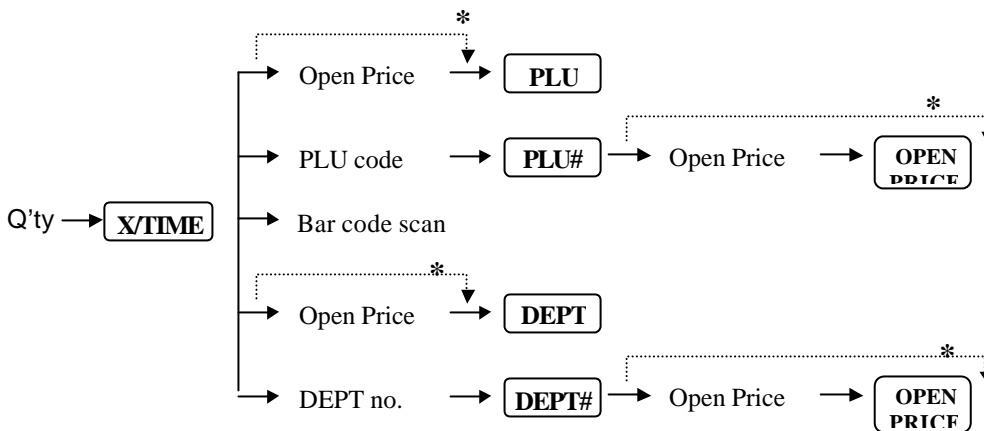 *
Open Price PLU
*
PLU code PLU# Open Price OPEN
PRICE
Q'ty X/TIME Bar code scan
*
Open Price DEPT
*
DEPT no. DEPT# Open Price OPEN
PRICE